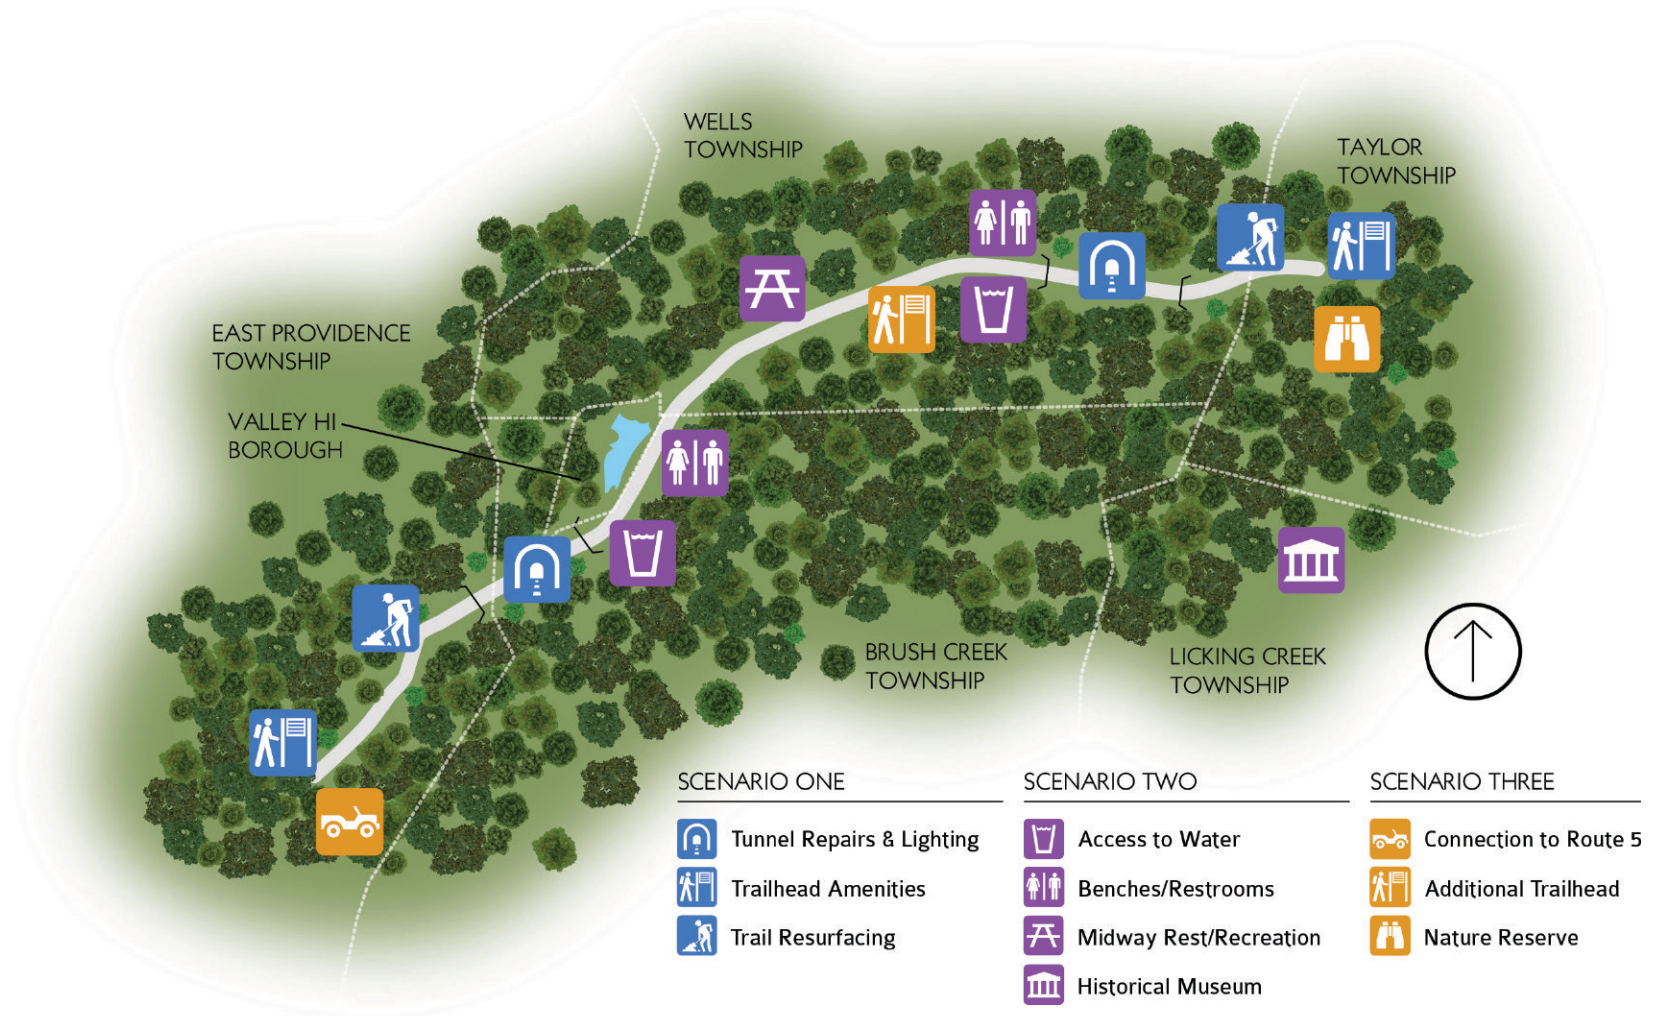 WELLS
TOWNSHIP
TAYLOR
TOWNSHIP
EAST PROVIDENCE
TOWNSHIP
VALLEY HI
BOROUGH
BRUSH CREEK
TOWNSHIP
LICKING CREEK
TOWNSHIP
SCENARIO ONE
Tunnel Repairs & Lighting
Trailhead Amenities
Trail Resurfacing
SCENARIO TWO
Access to Water
Benches/Restrooms
Midway Rest/Recreation
Historical Museum
SCENARIO THREE
Connection to Route 5
Additional Trailhead
Nature Reserve